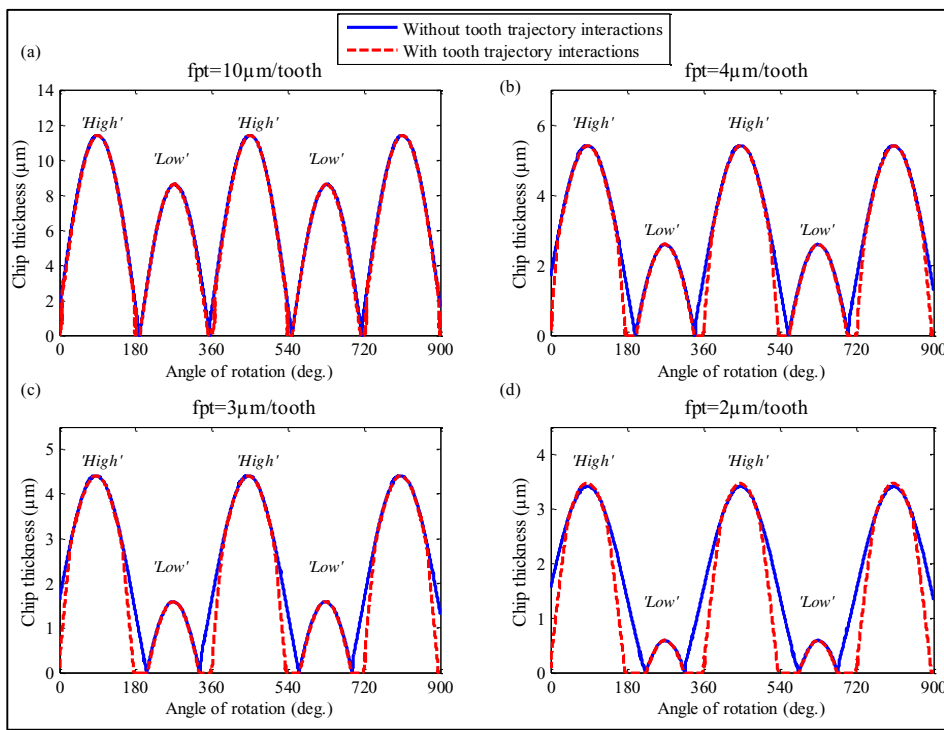 Without tooth trajectory interactions
With tooth trajectory interactions
(a)
fpt=10µm/tooth
Chip thickness (µm)
14
12
10
8
6
4
2
0
'High'
'Low'
'High'
'Low'
0 180 360 540 720 900
Angle of rotation (deg.)
(b)
fpt=4µm/tooth
Chip thickness (µm)
6
4
2
0
'High'
'Low'
'High'
'Low'
0 180 360 540 720 900
Angle of rotation (deg.)
(c)
fpt=3µm/tooth
Chip thickness (µm)
5
4
3
2
1
0
'High'
'Low'
'High'
'Low'
0 180 360 540 720 900
Angle of rotation (deg.)
(d)
fpt=2µm/tooth
Chip thickness (µm)
4
3
2
1
0
'High'
'Low'
'High'
'Low'
0 180 360 540 720 900
Angle of rotation (deg.)